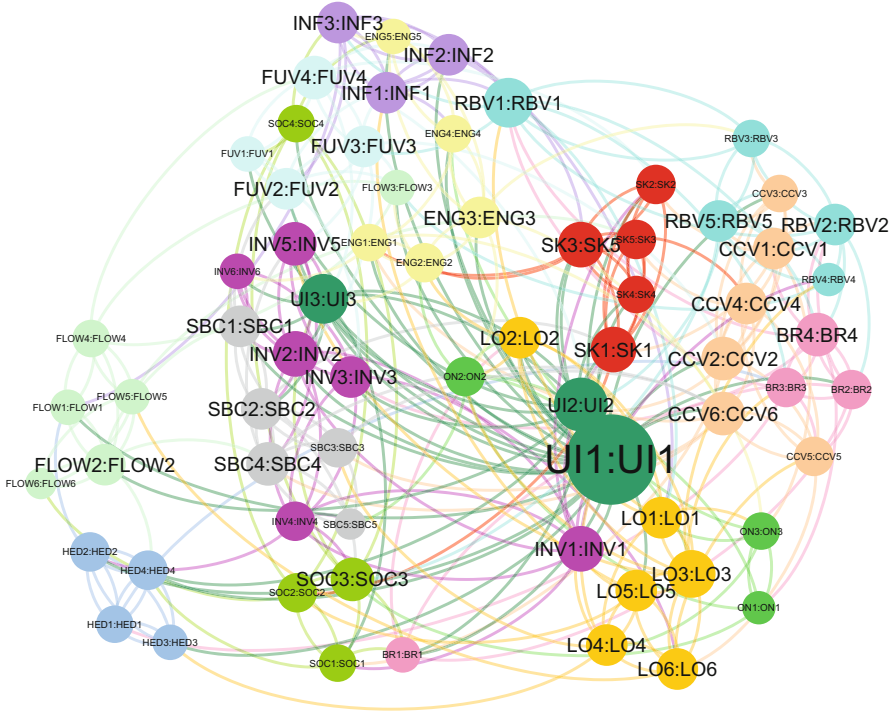 INF3:INF3
ENG5:ENG5
INF2:INF2
FUV4:FUV4
INF1:INF1
RBV1:RBV1
SOC4:SOC4
ENG4:ENG4
RBV3:RBV3
FUV1:FUV1
FUV3:FUV3
FUV2:FUV2
FLOW3:FLOW3
SK2:SK2
CCV3:CCV3
ENG3:ENG3
RBV5:RBV5
RBV2:RBV2
INV5:INV5
ENG1:ENG1
SK3:SK5
SK5:SK3
CCV1:CCV1
INV6:INV6
ENG2:ENG2
RBV4:RBV4
UI3:UI3
SK4:SK4
CCV4:CCV4
SBC1:SBC1
FLOW4:FLOW4
LO2:LO2
BR4:BR4
INV2:INV2
SK1:SK1
CCV2:CCV2
INV3:INV3
ON2:ON2
BR3:BR3
BR2:BR2
FLOW5:FLOW5
UI2:UI2
FLOW1:FLOW1
SBC2:SBC2
CCV6:CCV6
SBC3:SBC3
UI1:UI1
CCV5:CCV5
FLOW2:FLOW2
SBC4:SBC4
FLOW6:FLOW6
LO1:LO1
INV4:INV4
SBC5:SBC5
ON3:ON3
HED2:HED2
INV1:INV1
HED4:HED4
LO3:LO3
SOC3:SOC3
SOC2:SOC2
LO5:LO5
ON1:ON1
HED1:HED1
HED3:HED3
LO4:LO4
BR1:BR1
SOC1:SOC1
LO6:LO6